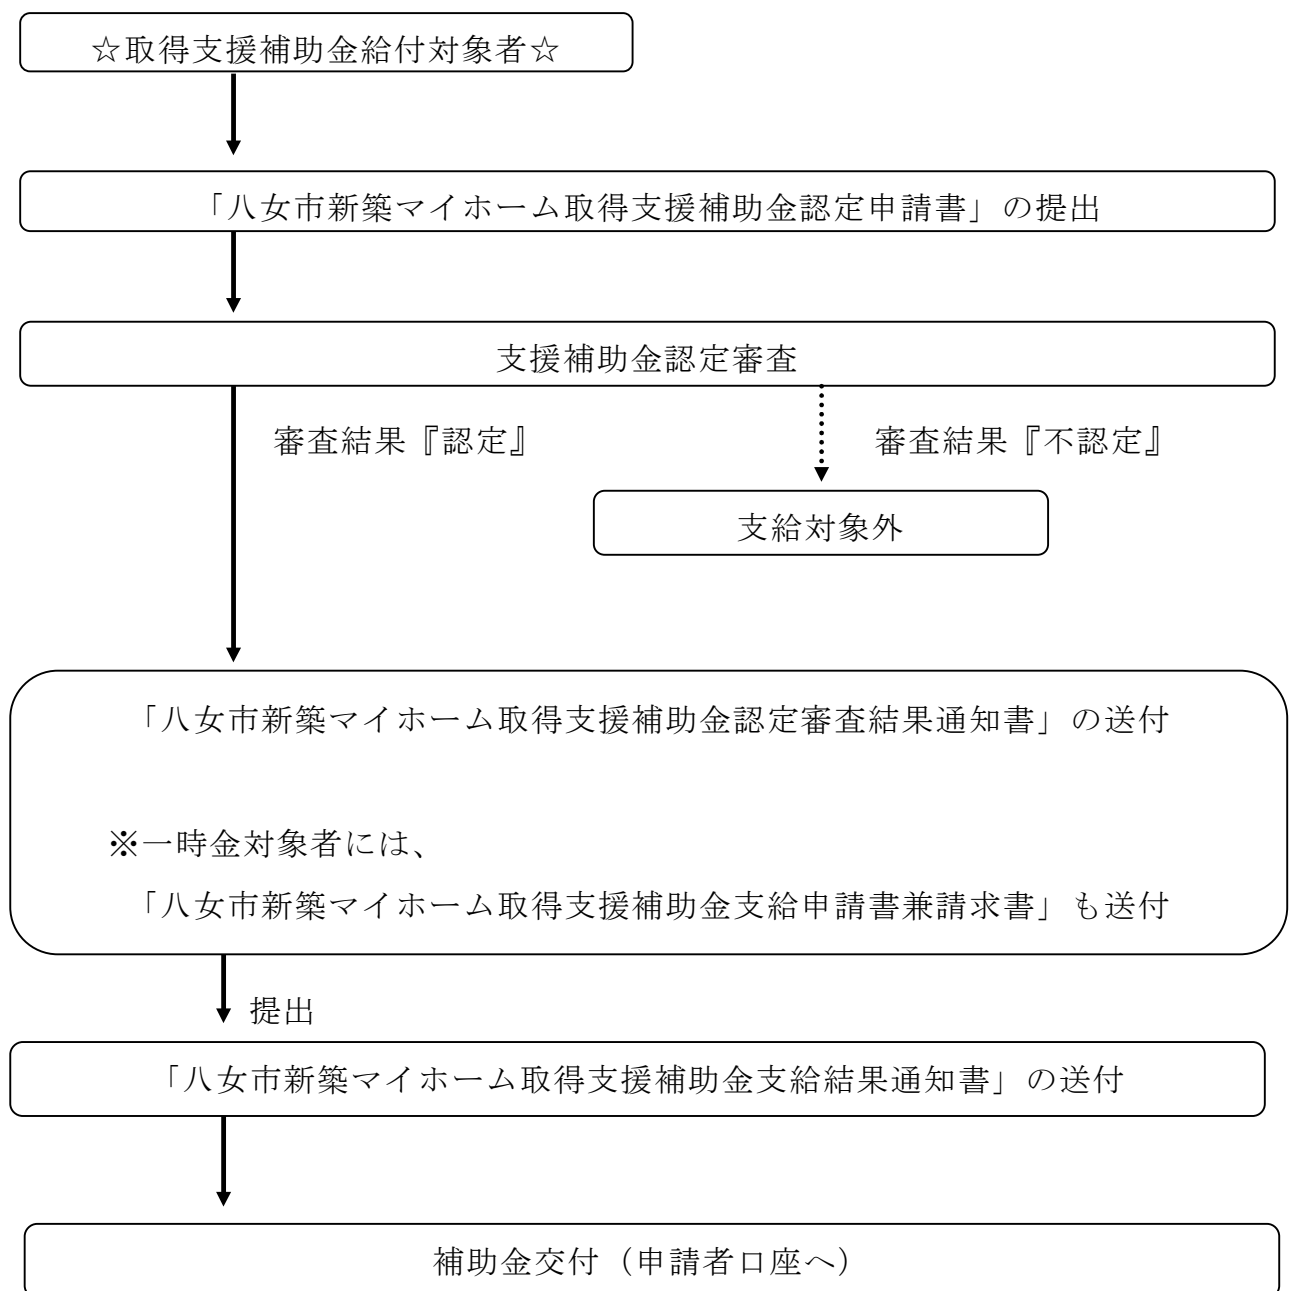 ☆取得支援補助金給付対象者☆
「八女市新築マイホーム取得支援補助金認定申請書」の提出
支援補助金認定審査
審査結果『認定』
審査結果『不認定』
支給対象外
「八女市新築マイホーム取得支援補助金認定審査結果通知書」の送付
※一時金対象者には、
「八女市新築マイホーム取得支援補助金支給申請書兼請求書」も送付
提出
「八女市新築マイホーム取得支援補助金支給結果通知書」の送付
補助金交付（申請者口座へ）